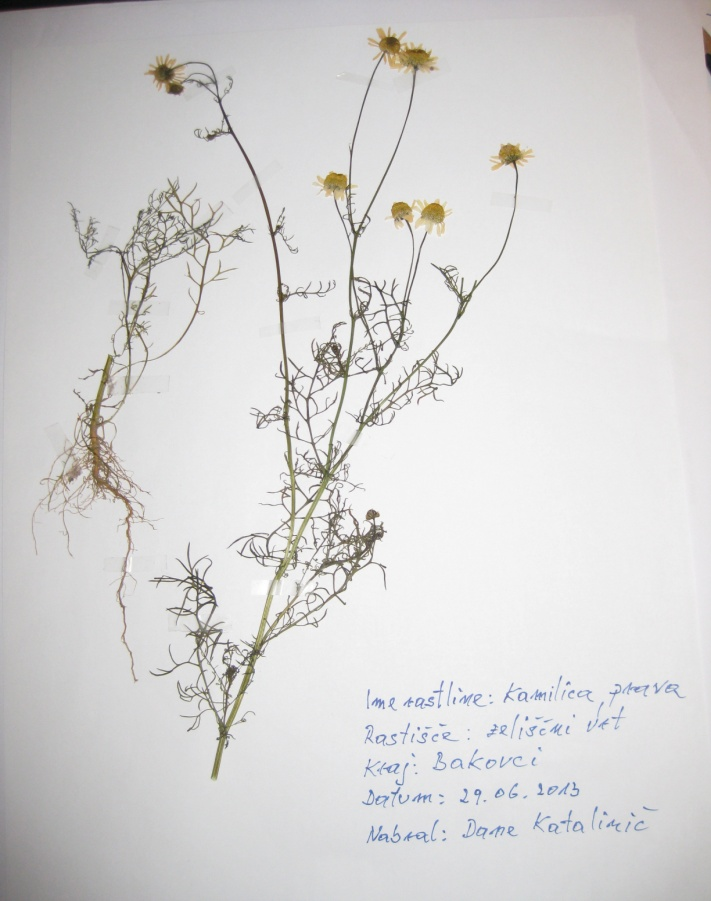 Ime rastline: Kamilica, prava
Rastišče: zeliščni vrt
Kraj: Bakovci
Datum: 29.06.2013
Nabral: Dane Katalinič